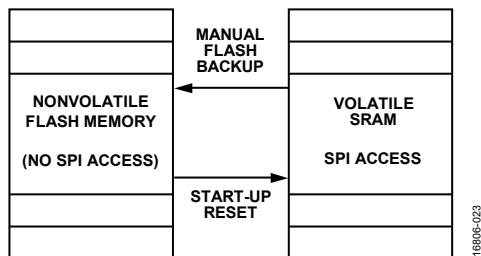 MANUAL
FLASH
BACKUP
NONVOLATILE
FLASH MEMORY
(NO SPI ACCESS)
VOLATILE
SRAM
SPI ACCESS
START-UP
RESET
16806-023